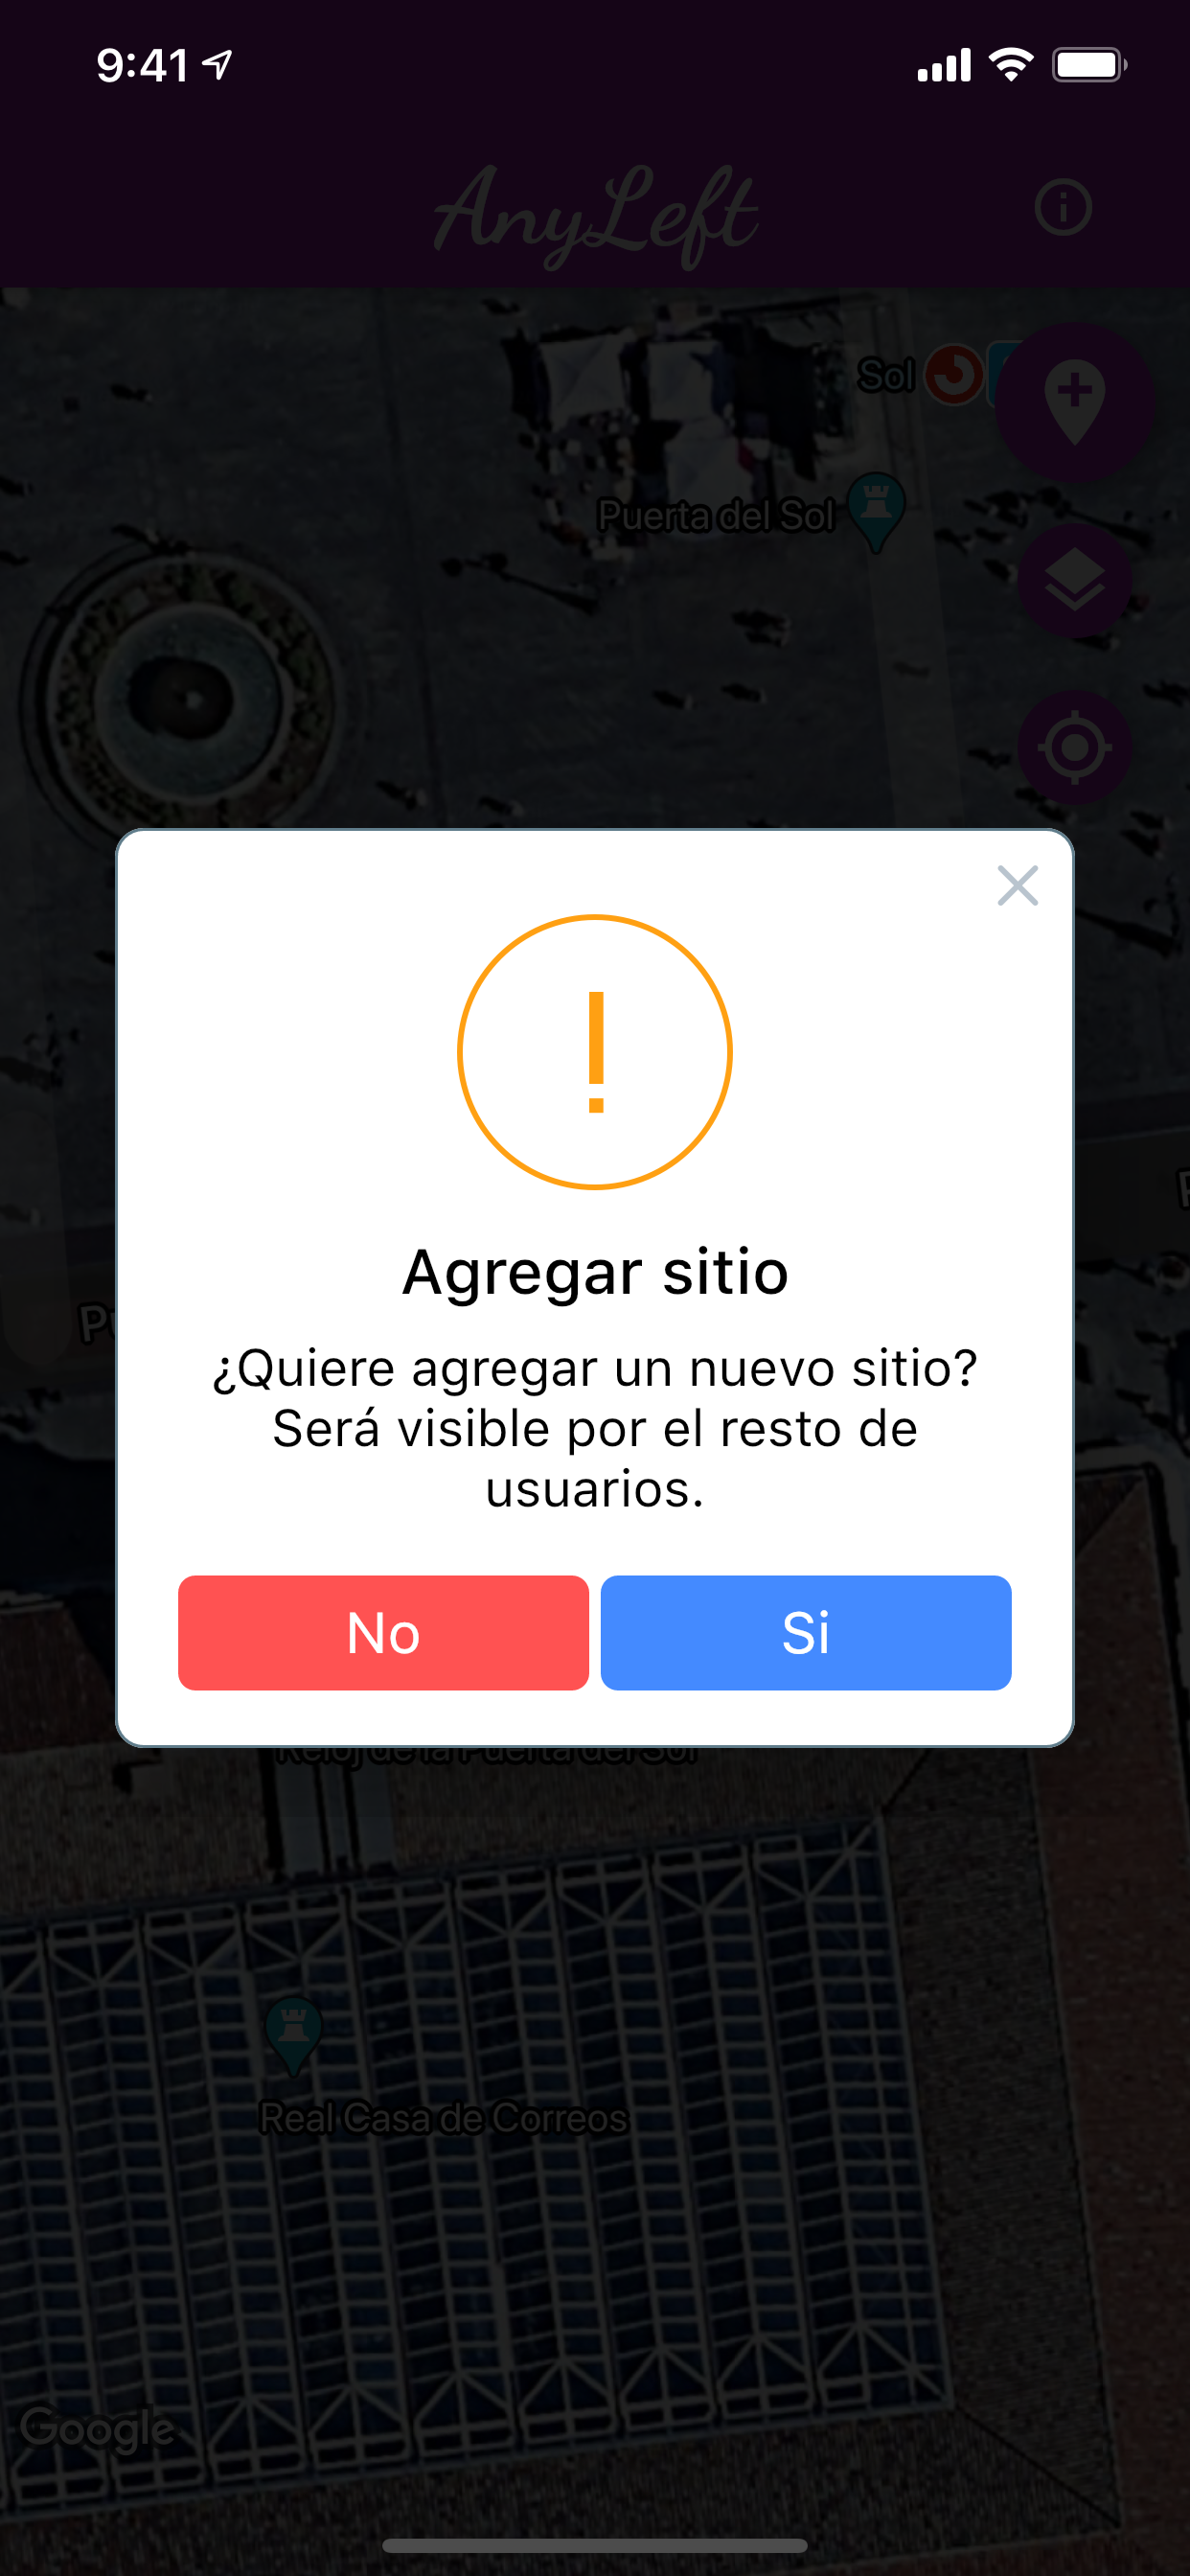 9:41
AnyLeft
Sol
Puerta del Sol
!
Agregar sitio
¿Quiere agregar un nuevo sitio?
Será visible por el resto de
usuarios.
No
Si
Reloj de la Puerta del Sol
Real Casa de Correos
Google